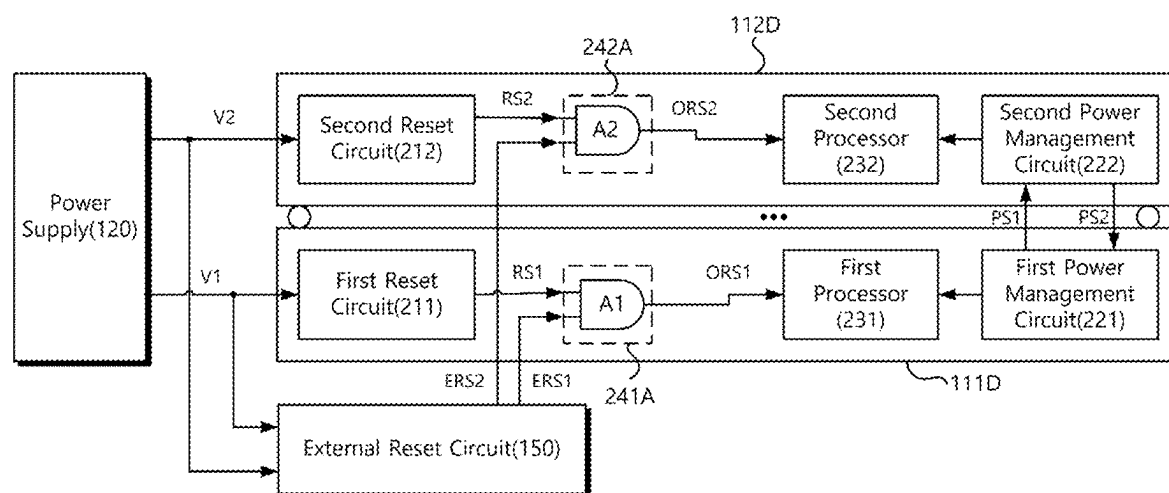 112D
242A
V2
Second Reset
Circuit(212)
RS2
A2
ORS2
Second
Processor
(232)
Second Power
Management
Circuit(222)
Power
Supply(120)
•••
PS1
PS2
V1
First Reset
Circuit(211)
RS1
A1
ORS1
First
Processor
(231)
First Power
Management
Circuit(221)
ERS2
ERS1
241A
111D
External Reset Circuit(150)